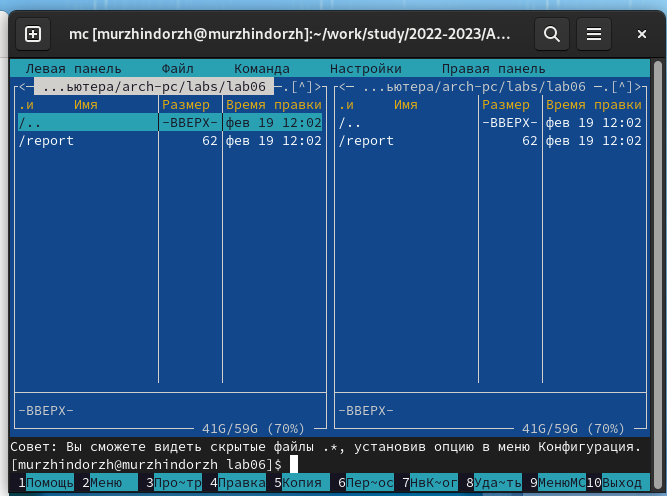 mc [murzhindorzh@murzhindorzh]:~/work/study/2022-2023/А...
Левая панель Файл Команда Настройки Правая панель
<─ ...ьютера/arch-pc/labs/lab06 ─.[^]> <─ ...ьютера/arch-pc/labs/lab06 ─.[^]>
.и Имя Размер Время правки .и Имя Размер Время правки
/.. -ВВЕРХ- фев 19 12:02 /.. -ВВЕРХ- фев 19 12:02
/report 62 фев 19 12:02 /report 62 фев 19 12:02
-ВВЕРХ- -ВВЕРХ-
41G/59G (70%) 41G/59G (70%)
Совет: Вы сможете видеть скрытые файлы .*, установив опцию в меню Конфигурация.
[murzhindorzh@murzhindorzh lab06]$
1Помощь 2Меню 3Про~тр 4Правка 5Копия 6Пер~ос 7НвК~ог 8Уда~ть 9МенюМС 10Выход